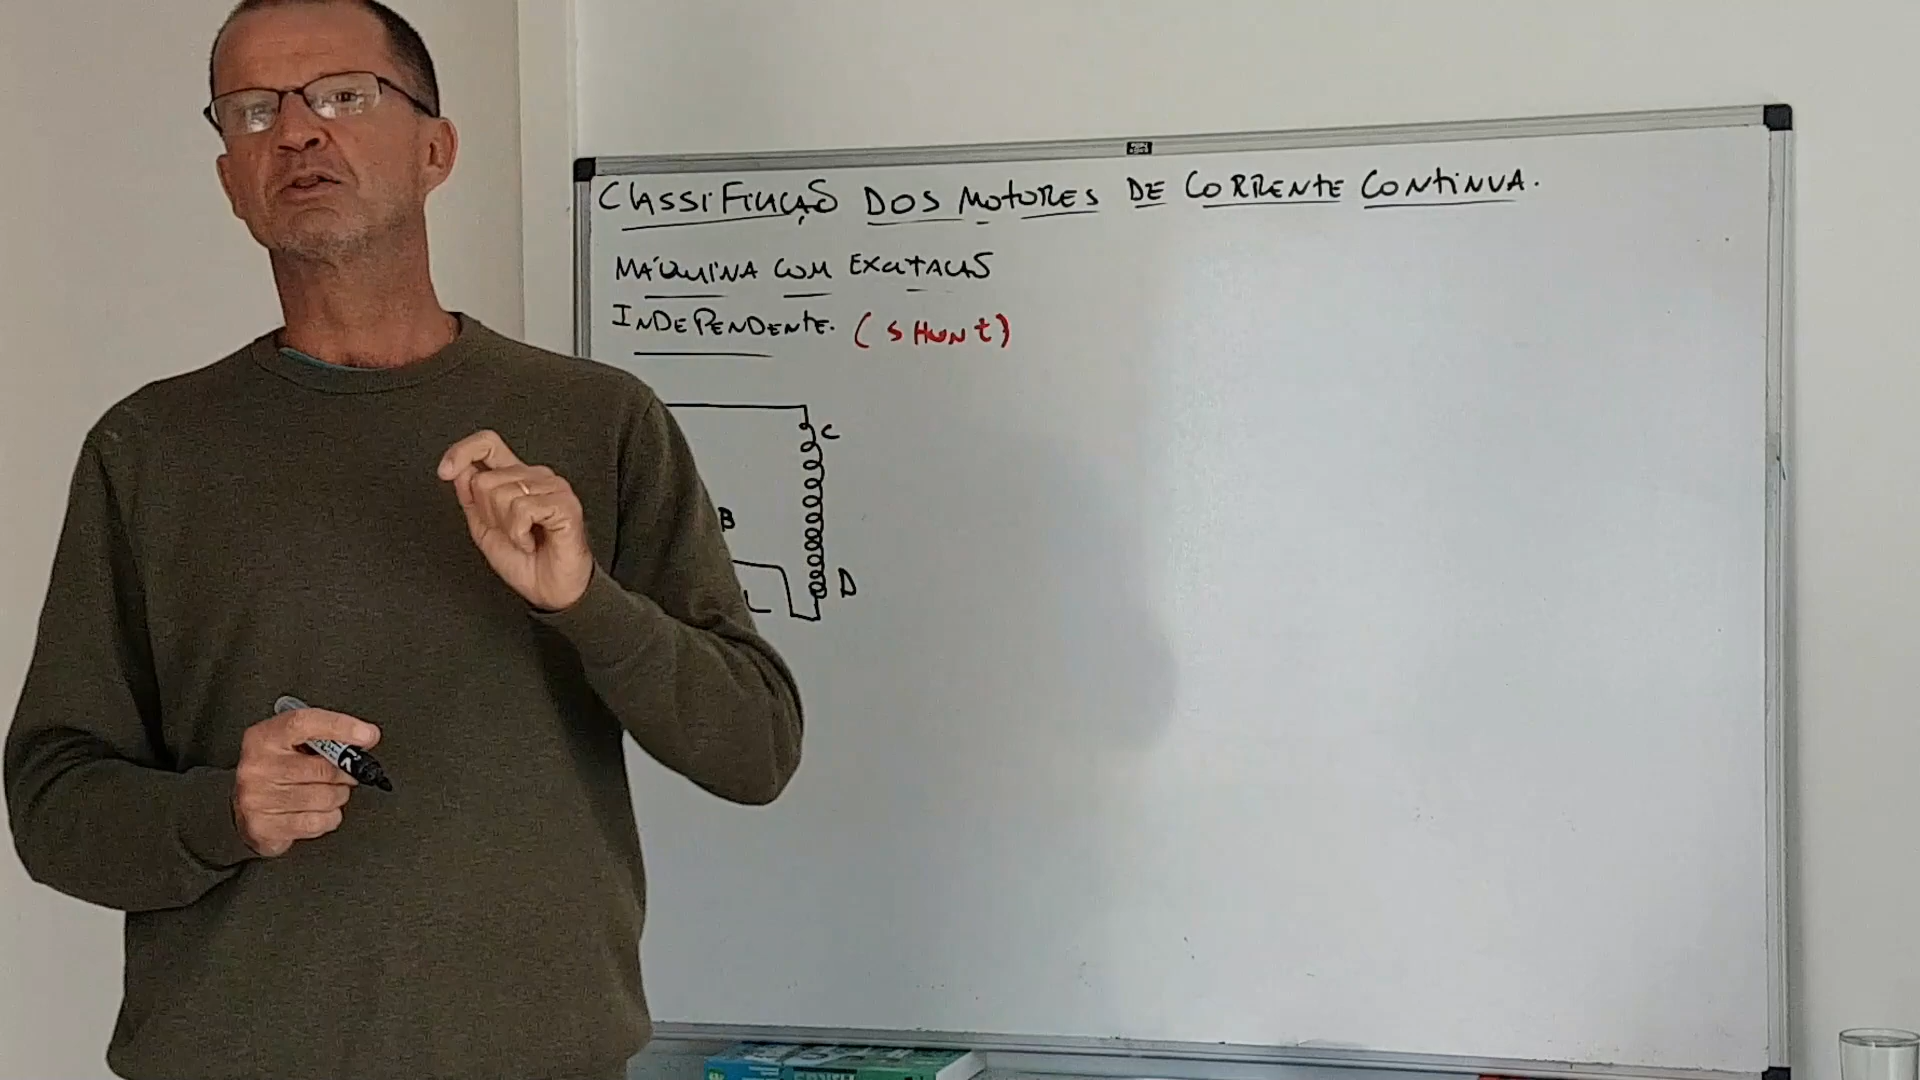 CLASSIFICAÇÃO DOS MOTORES DE CORRENTE CONTINUA.
MÁQUINA COM EXCITAÇÃO
INDEPENDENTE. (SHUNT)
C
B
D